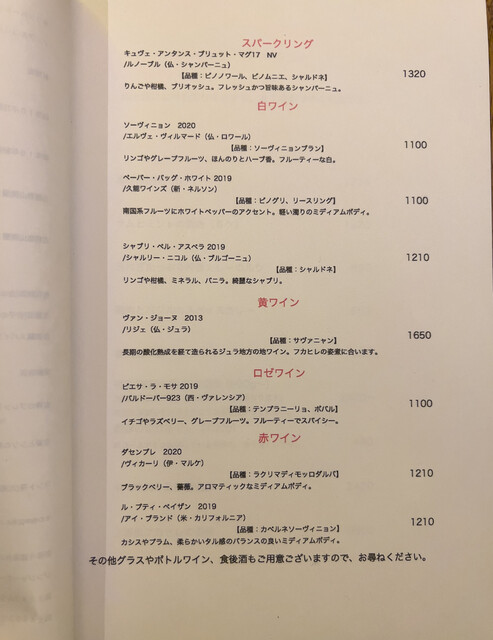 スパークリング
キュヴェ・アンタンス・ブリュット・マグ17　NV
/ルノーブル（仏・シャンパーニュ）
【品種：ピノノワール、ピノムニエ、シャルドネ】
1320
りんごや柑橘、ブリオッシュ。フレッシュかつ旨味あるシャンパーニュ。
白ワイン
ソーヴィニョン　2020
/エルヴェ・ヴィルマード（仏・ロワール）
【品種：ソーヴィニョンブラン】
1100
リンゴやグレープフルーツ、ほんのりとハーブ香。フルーティーな白。
ペーパー・バッグ・ホワイト 2019
/久能ワインズ（新・ネルソン）
【品種：ピノグリ、リースリング】
1100
南国系フルーツにホワイトペッパーのアクセント。軽い濁りのミディアムボディ。
シャブリ・ベル・アスペラ 2019
/シャルリー・ニコル（仏・ブルゴーニュ）
1210
【品種：シャルドネ】
リンゴや柑橘、ミネラル、バニラ。綺麗なシャブリ。
黄ワイン
ヴァン・ジョーヌ　2013
/リジェ（仏・ジュラ）
1650
【品種：サヴァニャン】
長期の酸化熟成を経て造られるジュラ地方の地ワイン。フカヒレの姿煮に合います。
ロゼワイン
ピエサ・ラ・モサ 2019
/バルドーバー923（西・ヴァレンシア）
【品種：テンプラニーリョ、ボバル】
1100
イチゴやラズベリー、グレープフルーツ。フルーティーでスパイシー。
赤ワイン
ダセンプレ　2020
/ヴィカーリ（伊・マルケ）
【品種：ラクリマディモッロダルバ】
1210
ブラックベリー、薔薇。アロマティックなミディアムボディ。
ル・プティ・ペイザン　2019
/アイ・ブランド（米・カリフォルニア）
【品種：カベルネソーヴィニョン】
1210
カシスやプラム、柔らかいタル感のバランスの良いミディアムボディ。
その他グラスやボトルワイン、食後酒もご用意ございますので、お尋ねください。